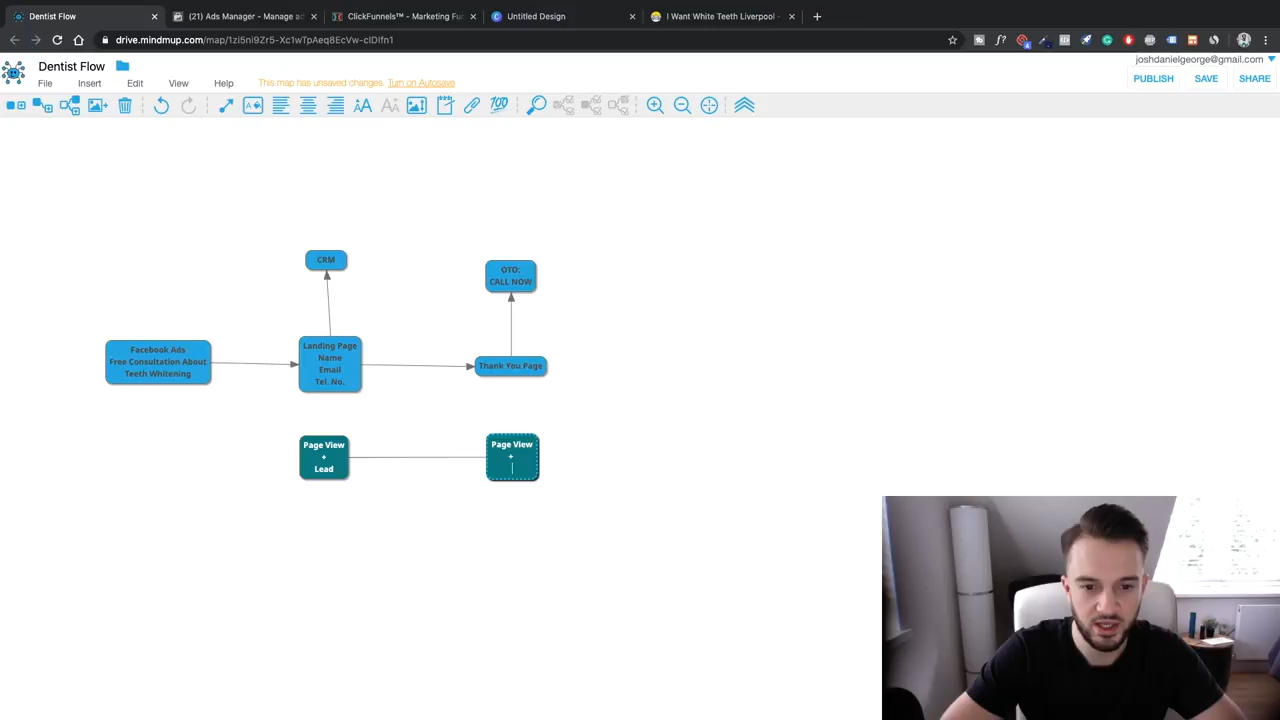 Dentist Flow
(21) Ads Manager - Manage ad
ClickFunnels™ - Marketing Fu
Untitled Design
I Want White Teeth Liverpool -
drive.mindmup.com/map/1zi5ni9Zr5-Xc1wTpAeq8EcVw-cIDIfn1
Dentist Flow
joshdanielgeorge@gmail.com
File
Insert
Edit
View
Help
This map has unsaved changes. Turn on Autosave
PUBLISH
SAVE
SHARE
CRM
OTO:
CALL NOW
Facebook Ads
Free Consultation About
Teeth Whitening
Landing Page
Name
Email
Tel. No.
Thank You Page
Page View
+
Lead
Page View
+